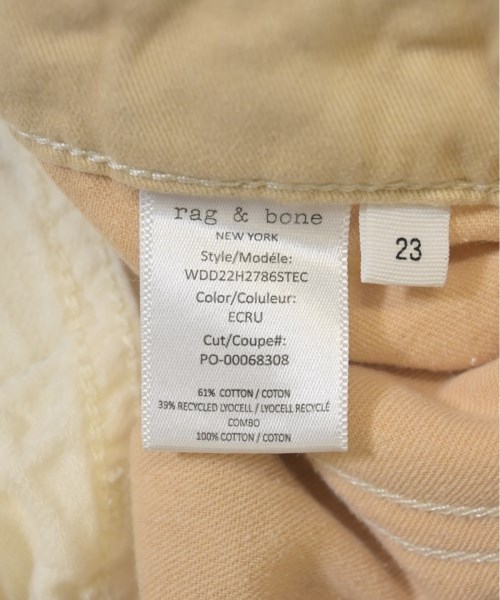 rag & bone
NEW YORK
Style/Modéle:
WDD22H2786STEC
Color/Coluleur:
ECRU
Cut/Coupe#:
PO-00068308
61% COTTON / COTON
39% RECYCLED LYOCELL / LYOCELL RECYCLÉ
COMBO
100% COTTON / COTON
23